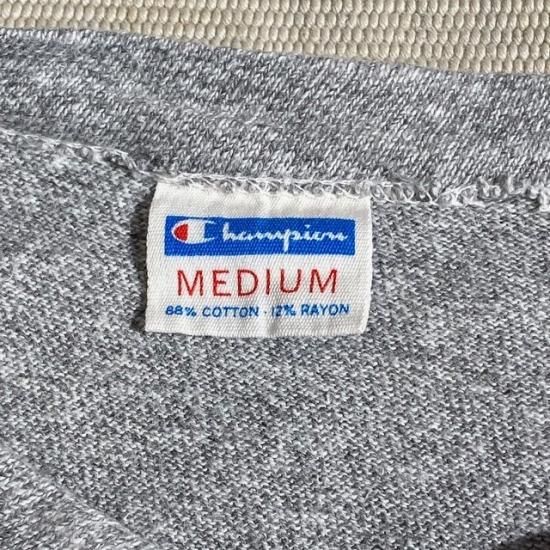 Champion
MEDIUM
88% COTTON · 12% RAYON